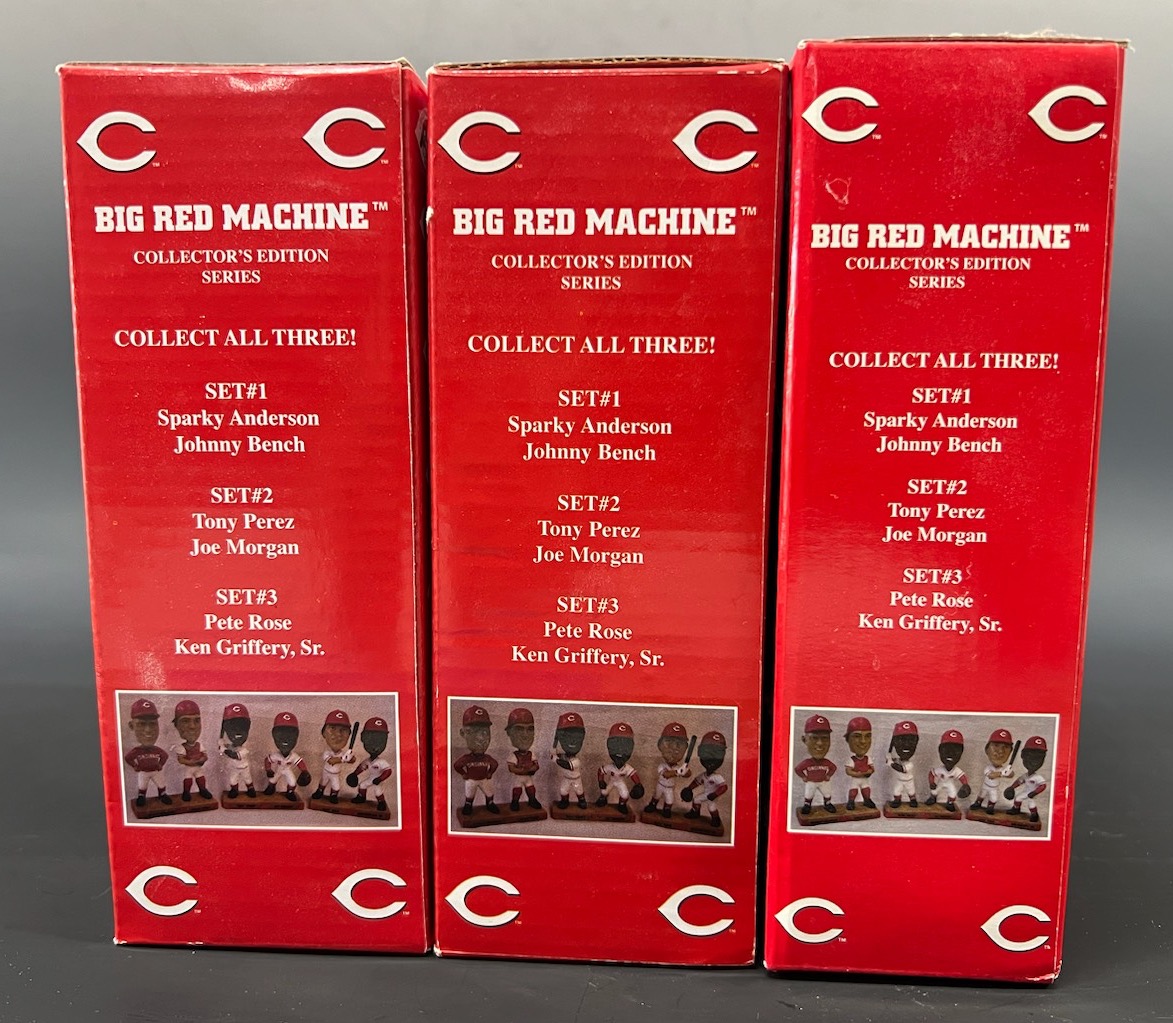 C C
BIG RED MACHINE™
COLLECTOR'S EDITION
SERIES
COLLECT ALL THREE!
SET#1
Sparky Anderson
Johnny Bench
SET#2
Tony Perez
Joe Morgan
SET#3
Pete Rose
Ken Griffery, Sr.
C C
C C
BIG RED MACHINE™
COLLECTOR'S EDITION
SERIES
COLLECT ALL THREE!
SET#1
Sparky Anderson
Johnny Bench
SET#2
Tony Perez
Joe Morgan
SET#3
Pete Rose
Ken Griffery, Sr.
C C
C C
BIG RED MACHINE™
COLLECTOR'S EDITION
SERIES
COLLECT ALL THREE!
SET#1
Sparky Anderson
Johnny Bench
SET#2
Tony Perez
Joe Morgan
SET#3
Pete Rose
Ken Griffery, Sr.
C C